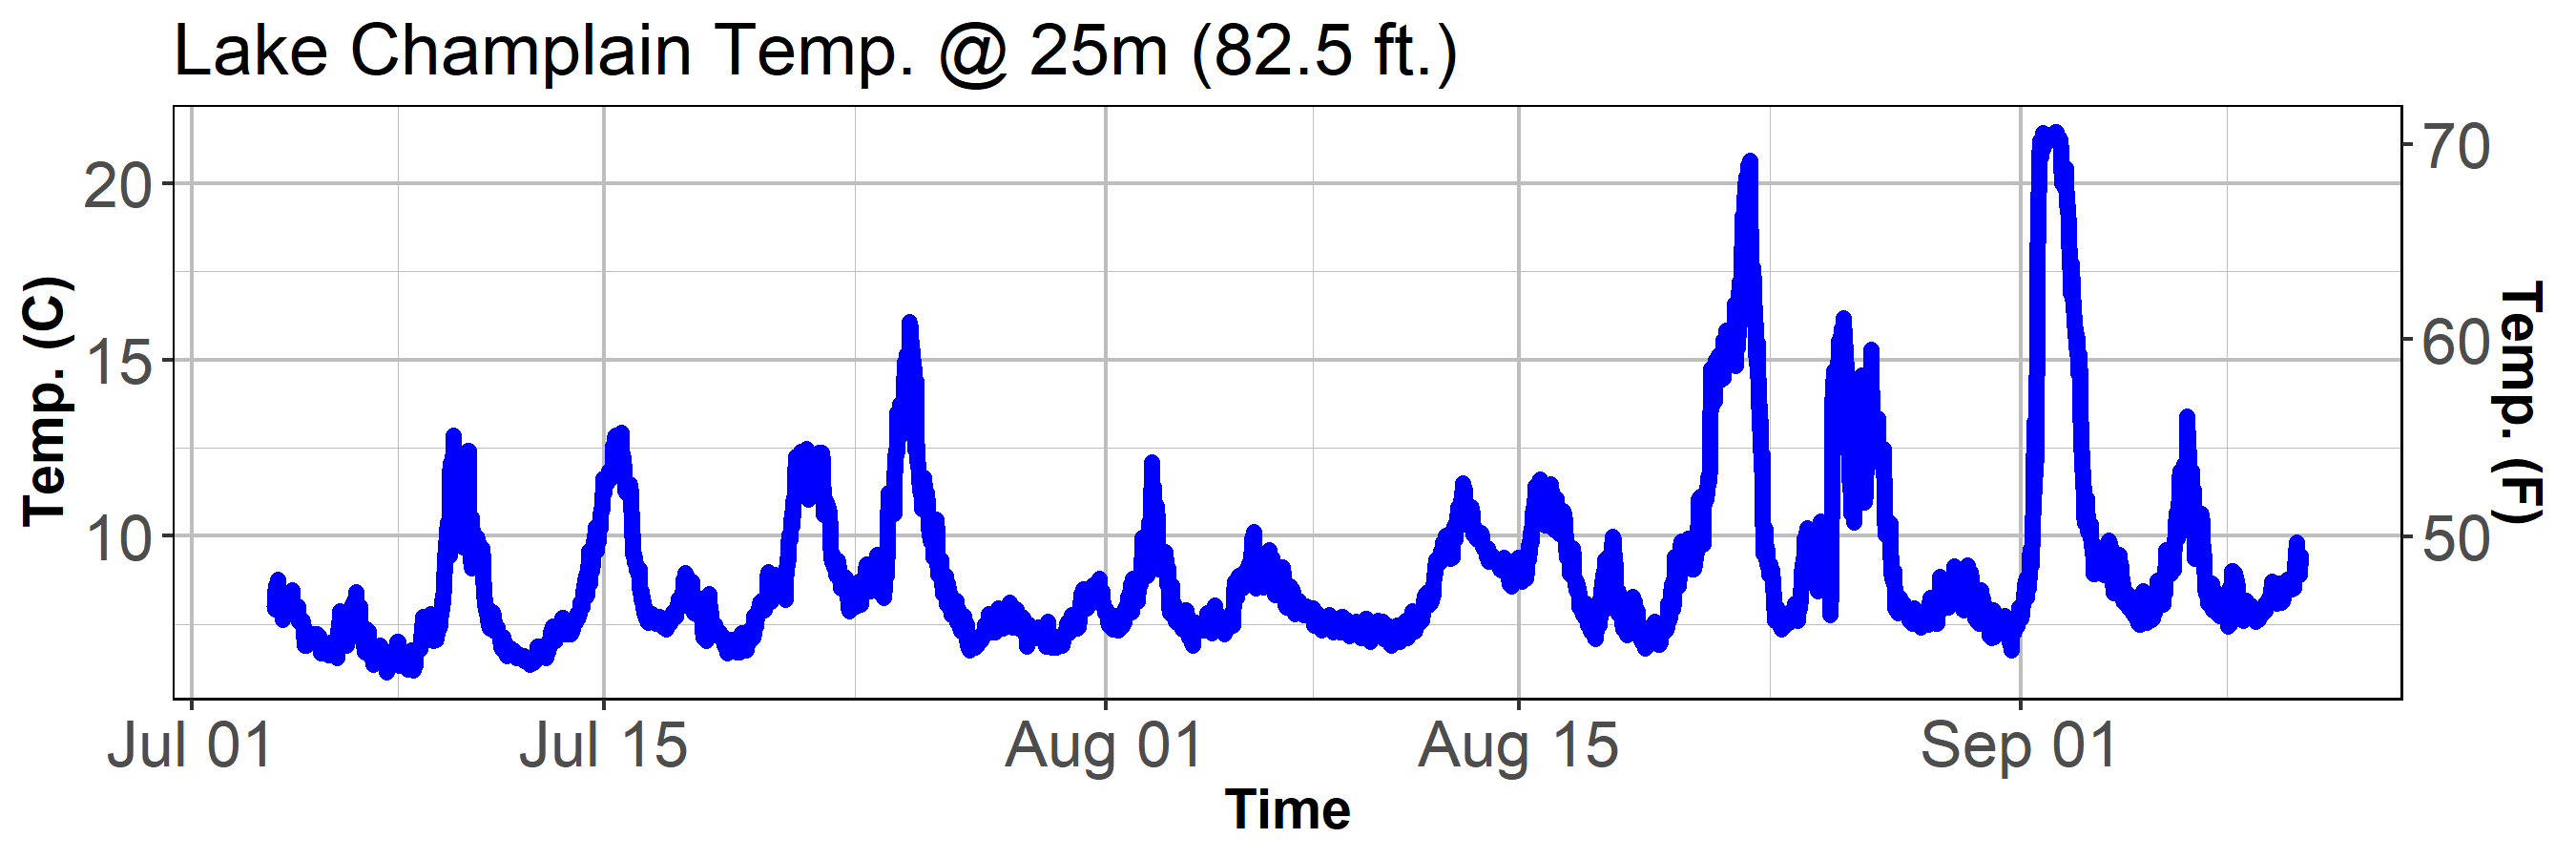 Lake Champlain Temp. @ 25m (82.5 ft.)
Temp. (C)
20
15
10
70
60
50
Temp. (F)
Jul 01 Jul 15 Aug 01 Aug 15 Sep 01
Time